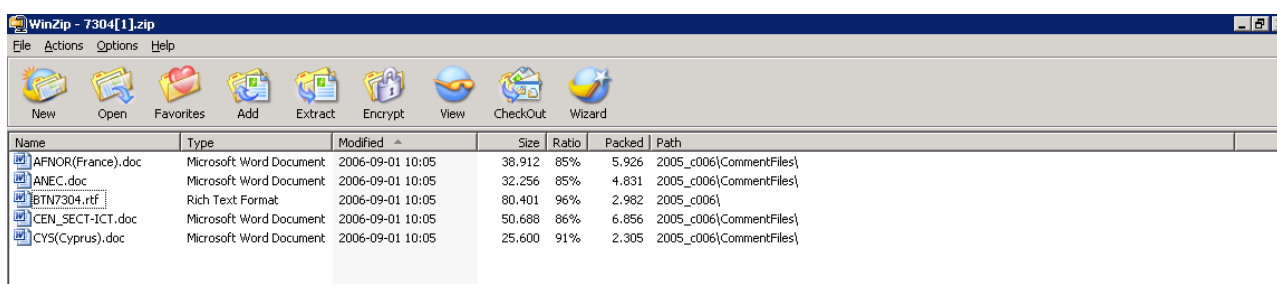 WinZip - 7304[1].zip
File Actions Options Help
New Open Favorites Add Extract Encrypt View CheckOut Wizard
Name Type Modified Size Ratio Packed Path
AFNOR(France).doc Microsoft Word Document 2006-09-01 10:05 38.912 85% 5.926 2005_c006\CommentFiles\
ANEC.doc Microsoft Word Document 2006-09-01 10:05 32.256 85% 4.831 2005_c006\CommentFiles\
BTN7304.rtf Rich Text Format 2006-09-01 10:05 80.401 96% 2.982 2005_c006\
CEN_SECT-ICT.doc Microsoft Word Document 2006-09-01 10:05 50.688 86% 6.856 2005_c006\CommentFiles\
CYS(Cyprus).doc Microsoft Word Document 2006-09-01 10:05 25.600 91% 2.305 2005_c006\CommentFiles\